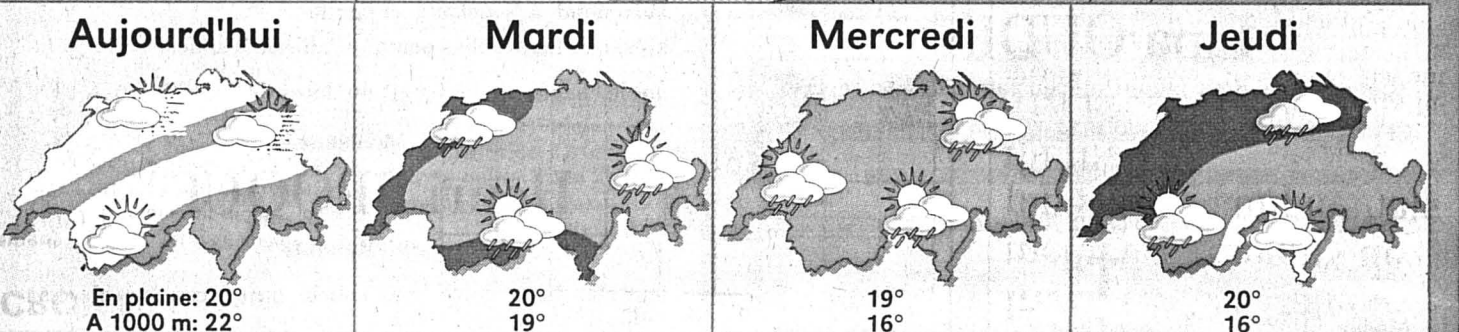 Aujourd'hui
En plaine: 20°
A 1000 m: 22°
Mardi
20°
19°
Mercredi
19°
16°
Jeudi
20°
16°